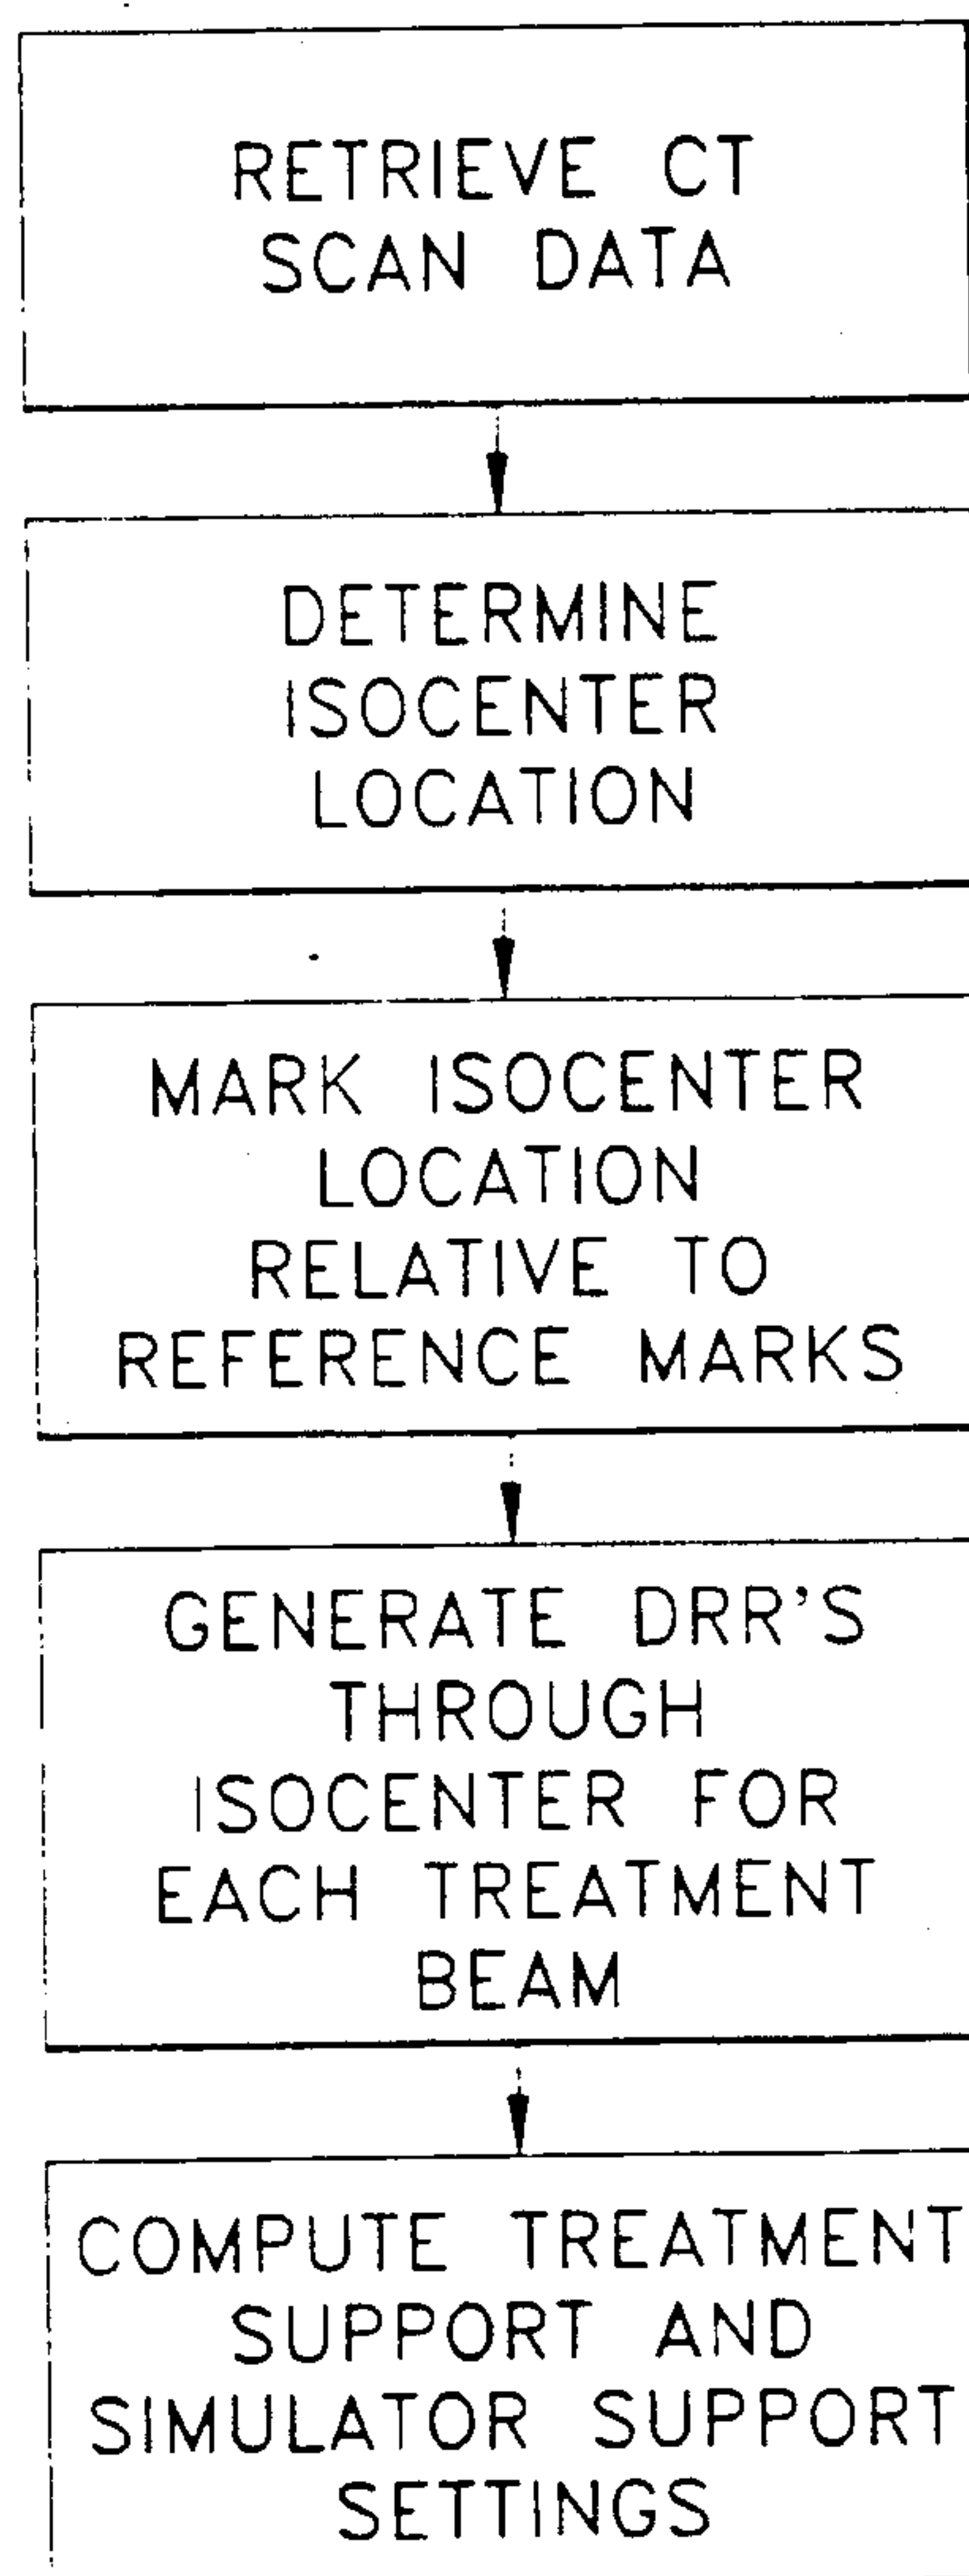 RETRIEVE CT
SCAN DATA
DETERMINE
ISOCENTER
LOCATION
MARK ISOCENTER
LOCATION
RELATIVE TO
REFERENCE MARKS
GENERATE DRR'S
THROUGH
ISOCENTER FOR
EACH TREATMENT
BEAM
COMPUTE TREATMENT
SUPPORT AND
SIMULATOR SUPPORT
SETTINGS